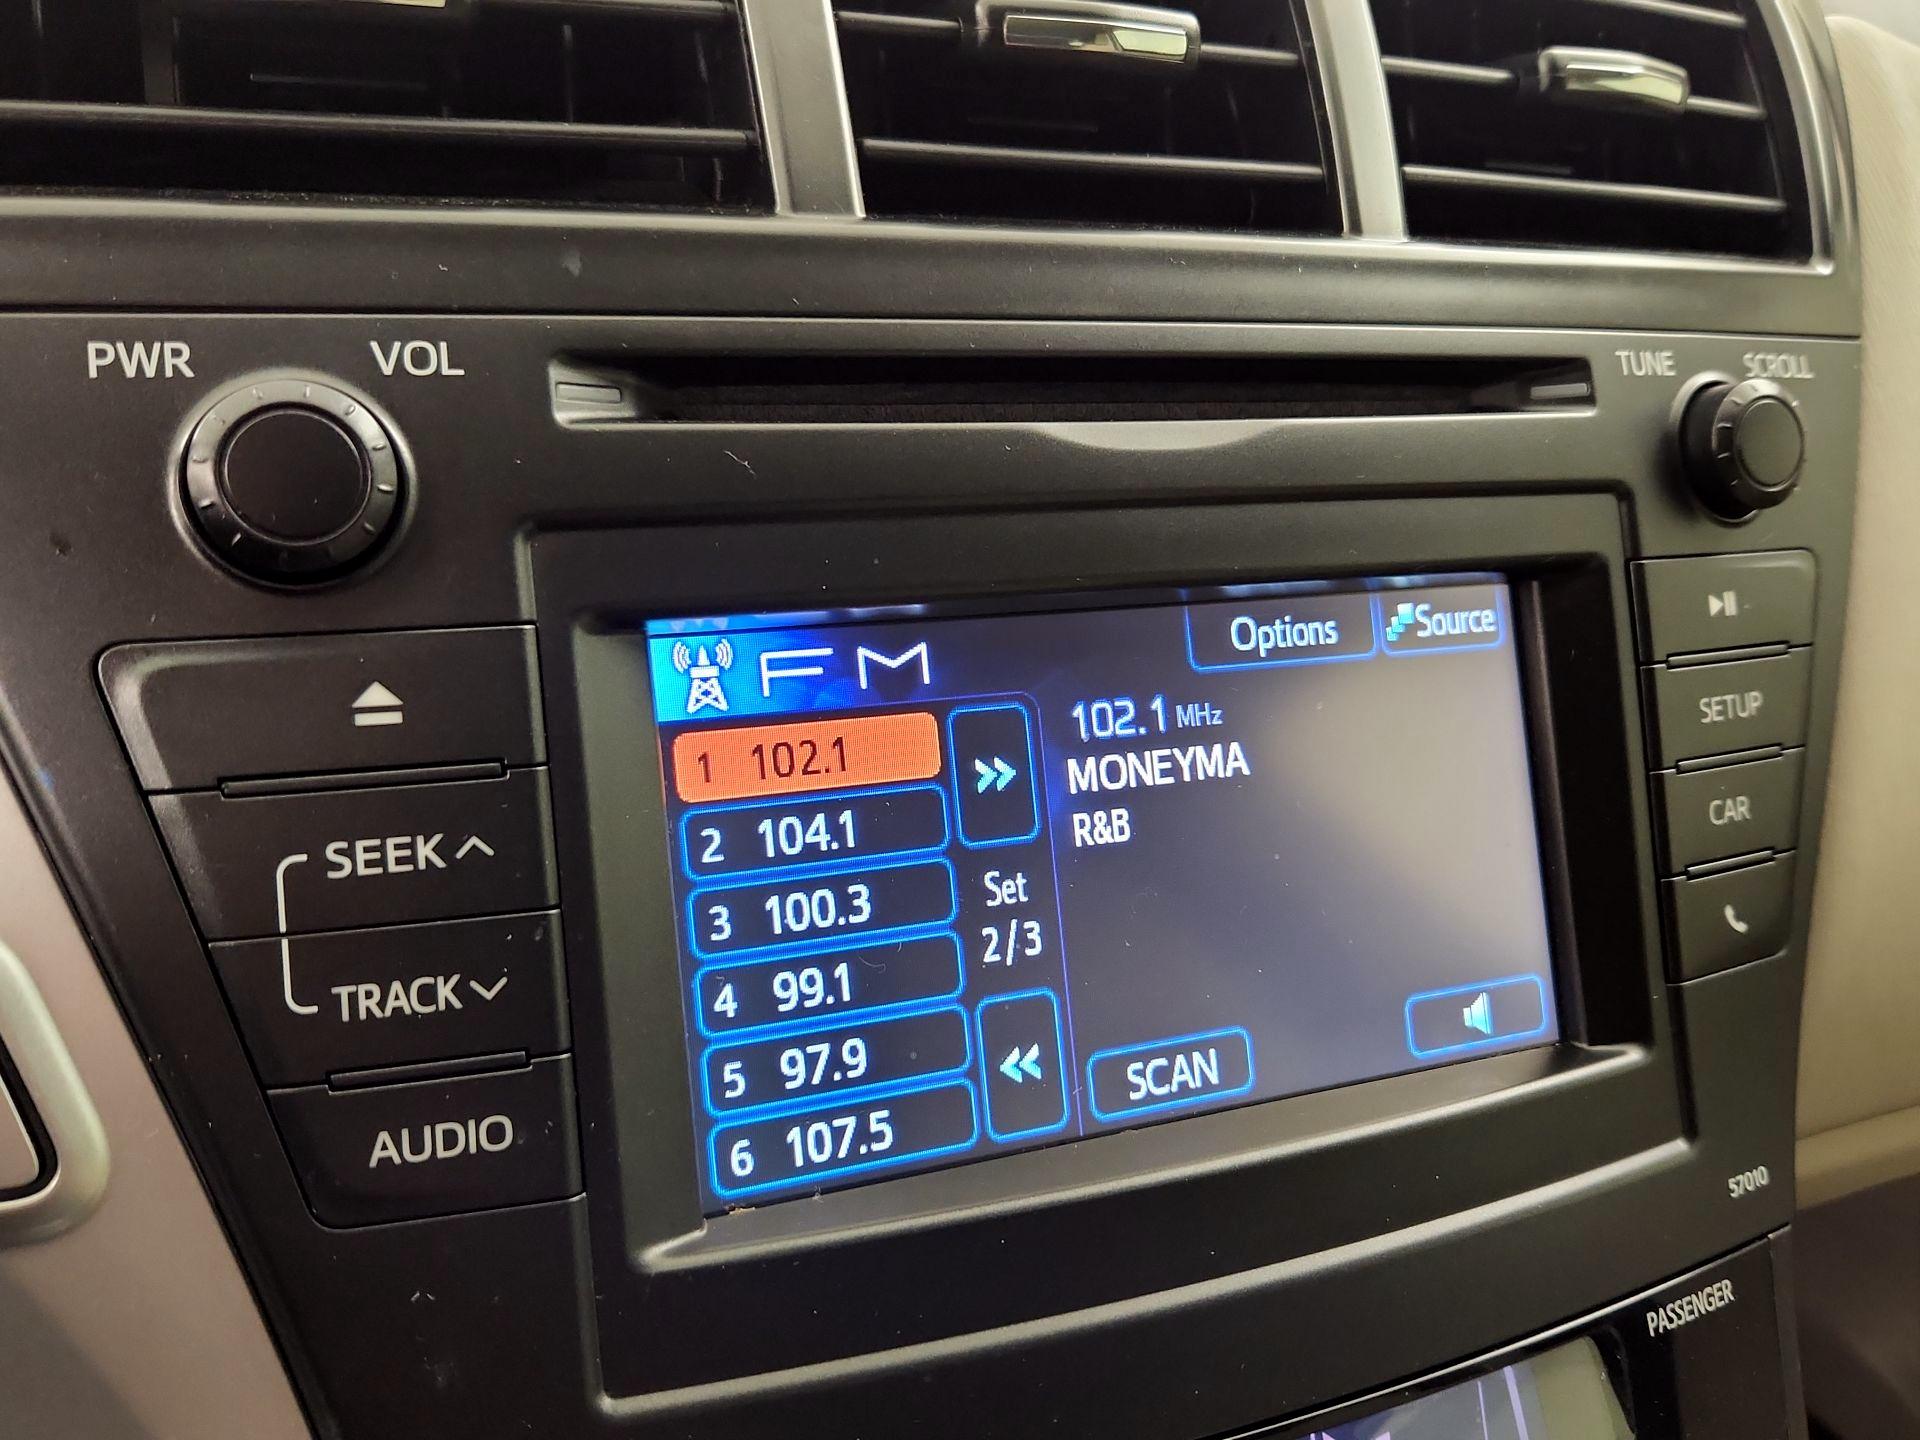 PWR VOL
TUNE SCROLL
FM
Options
Source
1 102.1
2 104.1
3 100.3
4 99.1
5 97.9
6 107.5
Set
2/3
102.1 MHz
MONEYMA
R&B
SCAN
SEEK
TRACK
AUDIO
SETUP
CAR
57010
PASSENGER